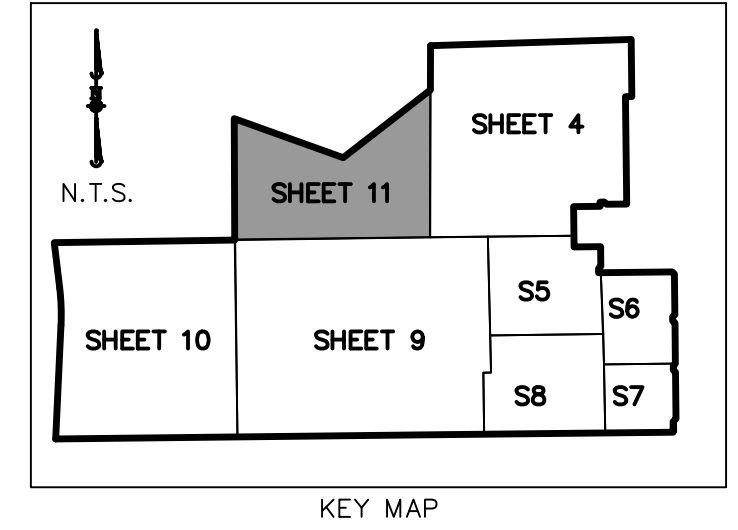 N
N.T.S.
SHEET 4
SHEET 11
S5
S6
SHEET 10
SHEET 9
S8
S7
KEY MAP